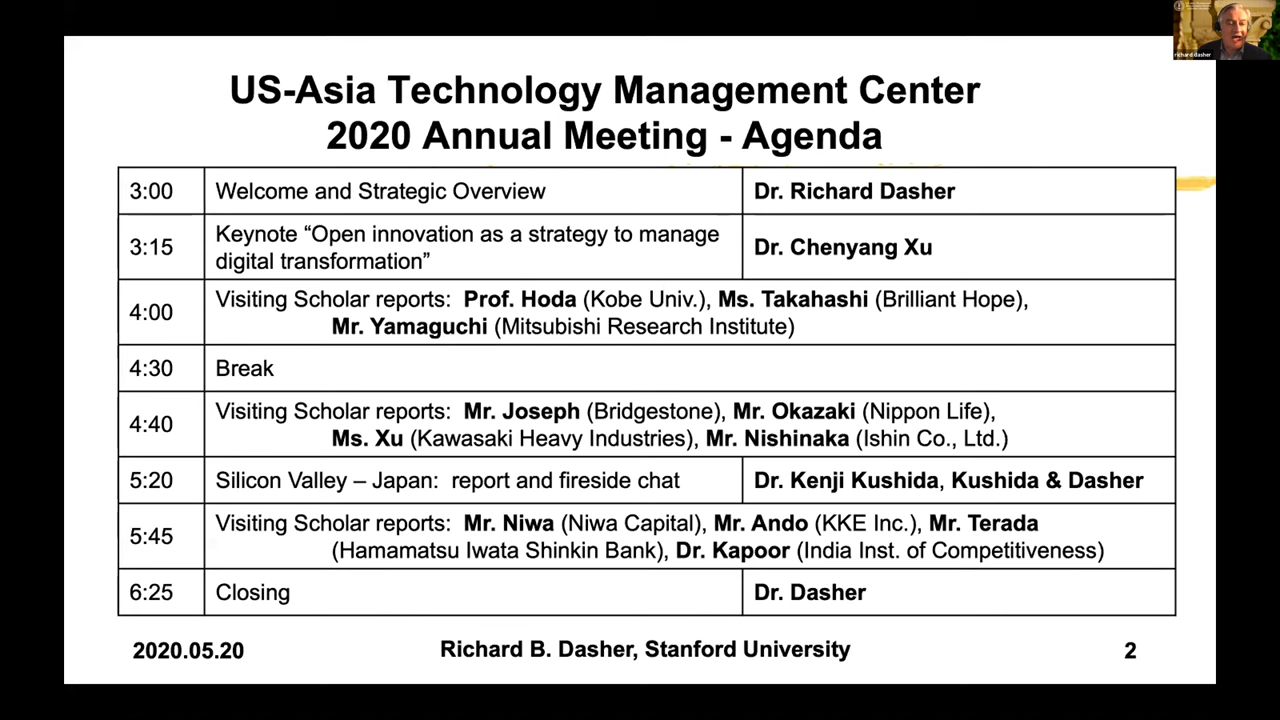 US-Asia Technology Management Center
2020 Annual Meeting - Agenda
3:00 Welcome and Strategic Overview Dr. Richard Dasher
3:15 Keynote “Open innovation as a strategy to manage
digital transformation” Dr. Chenyang Xu
4:00 Visiting Scholar reports: Prof. Hoda (Kobe Univ.), Ms. Takahashi (Brilliant Hope),
Mr. Yamaguchi (Mitsubishi Research Institute)
4:30 Break
4:40 Visiting Scholar reports: Mr. Joseph (Bridgestone), Mr. Okazaki (Nippon Life),
Ms. Xu (Kawasaki Heavy Industries), Mr. Nishinaka (Ishin Co., Ltd.)
5:20 Silicon Valley – Japan: report and fireside chat Dr. Kenji Kushida, Kushida & Dasher
5:45 Visiting Scholar reports: Mr. Niwa (Niwa Capital), Mr. Ando (KKE Inc.), Mr. Terada
(Hamamatsu Iwata Shinkin Bank), Dr. Kapoor (India Inst. of Competitiveness)
6:25 Closing Dr. Dasher
2020.05.20 Richard B. Dasher, Stanford University 2
richard dasher